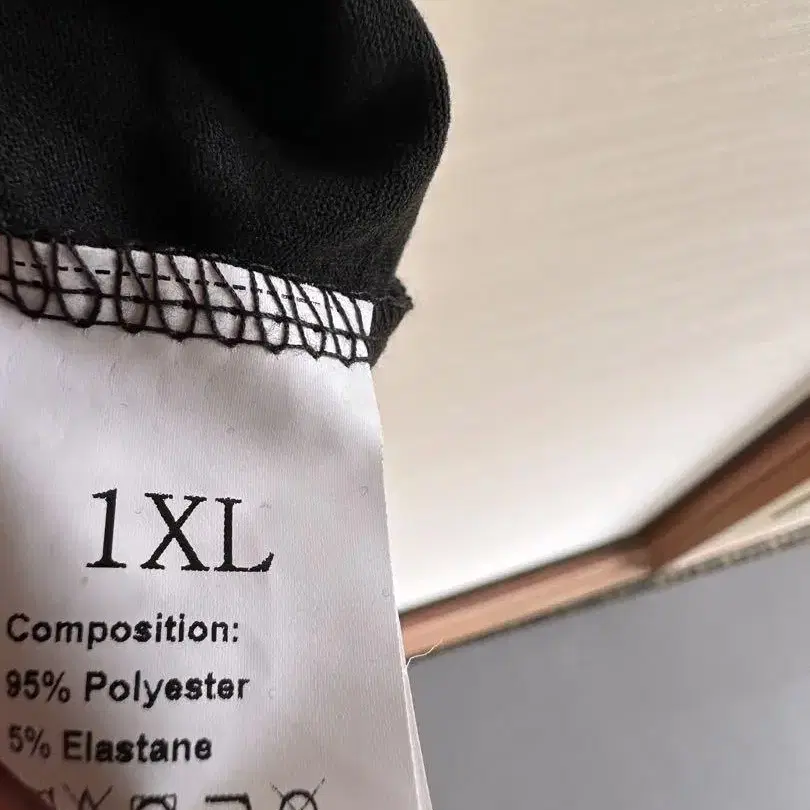 1XL
Composition:
95% Polyester
5% Elastane